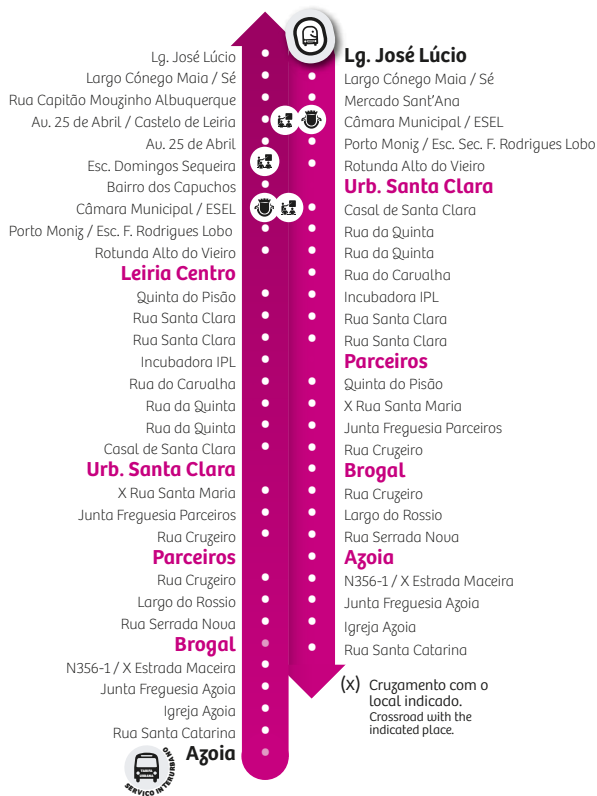 Lg. José Lúcio
Largo Cónego Maia / Sé
Rua Capitão Mouzinho Albuquerque
Av. 25 de Abril / Castelo de Leiria
Av. 25 de Abril
Esc. Domingos Sequeira
Bairro dos Capuchos
Câmara Municipal / ESEL
Porto Moniz / Esc. F. Rodrigues Lobo
Rotunda Alto do Vieiro
Leiria Centro
Quinta do Pisão
Rua Santa Clara
Rua Santa Clara
Incubadora IPL
Rua do Carvalha
Rua da Quinta
Rua da Quinta
Casal de Santa Clara
Urb. Santa Clara
X Rua Santa Maria
Junta Freguesia Parceiros
Rua Cruzeiro
Parceiros
Rua Cruzeiro
Largo do Rossio
Rua Serrada Nova
Brogal
N356-1 / X Estrada Maceira
Junta Freguesia Azoia
Igreja Azoia
Rua Santa Catarina
Azoia
SERVIÇO INTERURBANO
Lg. José Lúcio
Largo Cónego Maia / Sé
Mercado Sant’Ana
Câmara Municipal / ESEL
Porto Moniz / Esc. Sec. F. Rodrigues Lobo
Rotunda Alto do Vieiro
Urb. Santa Clara
Casal de Santa Clara
Rua da Quinta
Rua da Quinta
Rua do Carvalha
Incubadora IPL
Rua Santa Clara
Rua Santa Clara
Parceiros
Quinta do Pisão
X Rua Santa Maria
Junta Freguesia Parceiros
Rua Cruzeiro
Brogal
Rua Cruzeiro
Largo do Rossio
Rua Serrada Nova
Azoia
N356-1 / X Estrada Maceira
Junta Freguesia Azoia
Igreja Azoia
Rua Santa Catarina
(X) Cruzamento com o
local indicado.
Crossroad with the
indicated place.